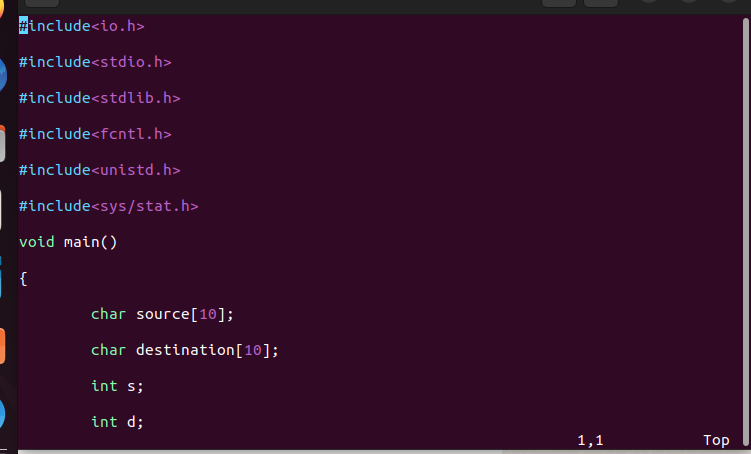 #include<io.h>
#include<stdio.h>
#include<stdlib.h>
#include<fcntl.h>
#include<unistd.h>
#include<sys/stat.h>
void main()
{
char source[10];
char destination[10];
int s;
int d;
1,1 Top